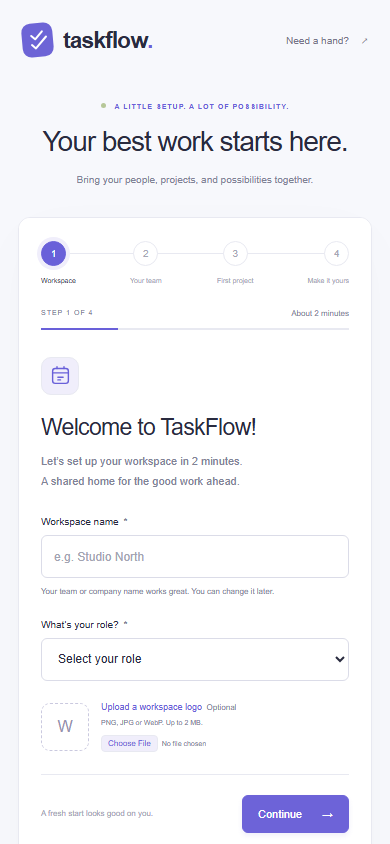 taskflow.
Need a hand? ↗
A LITTLE SETUP. A LOT OF POSSIBILITY.
Your best work starts here.
Bring your people, projects, and possibilities together.
1 2 3 4
Workspace Your team First project Make it yours
STEP 1 OF 4 About 2 minutes
Welcome to TaskFlow!
Let's set up your workspace in 2 minutes.
A shared home for the good work ahead.
Workspace name *
e.g. Studio North
Your team or company name works great. You can change it later.
What's your role? *
Select your role
W
Upload a workspace logo Optional
PNG, JPG or WebP. Up to 2 MB.
Choose File No file chosen
A fresh start looks good on you.
Continue →